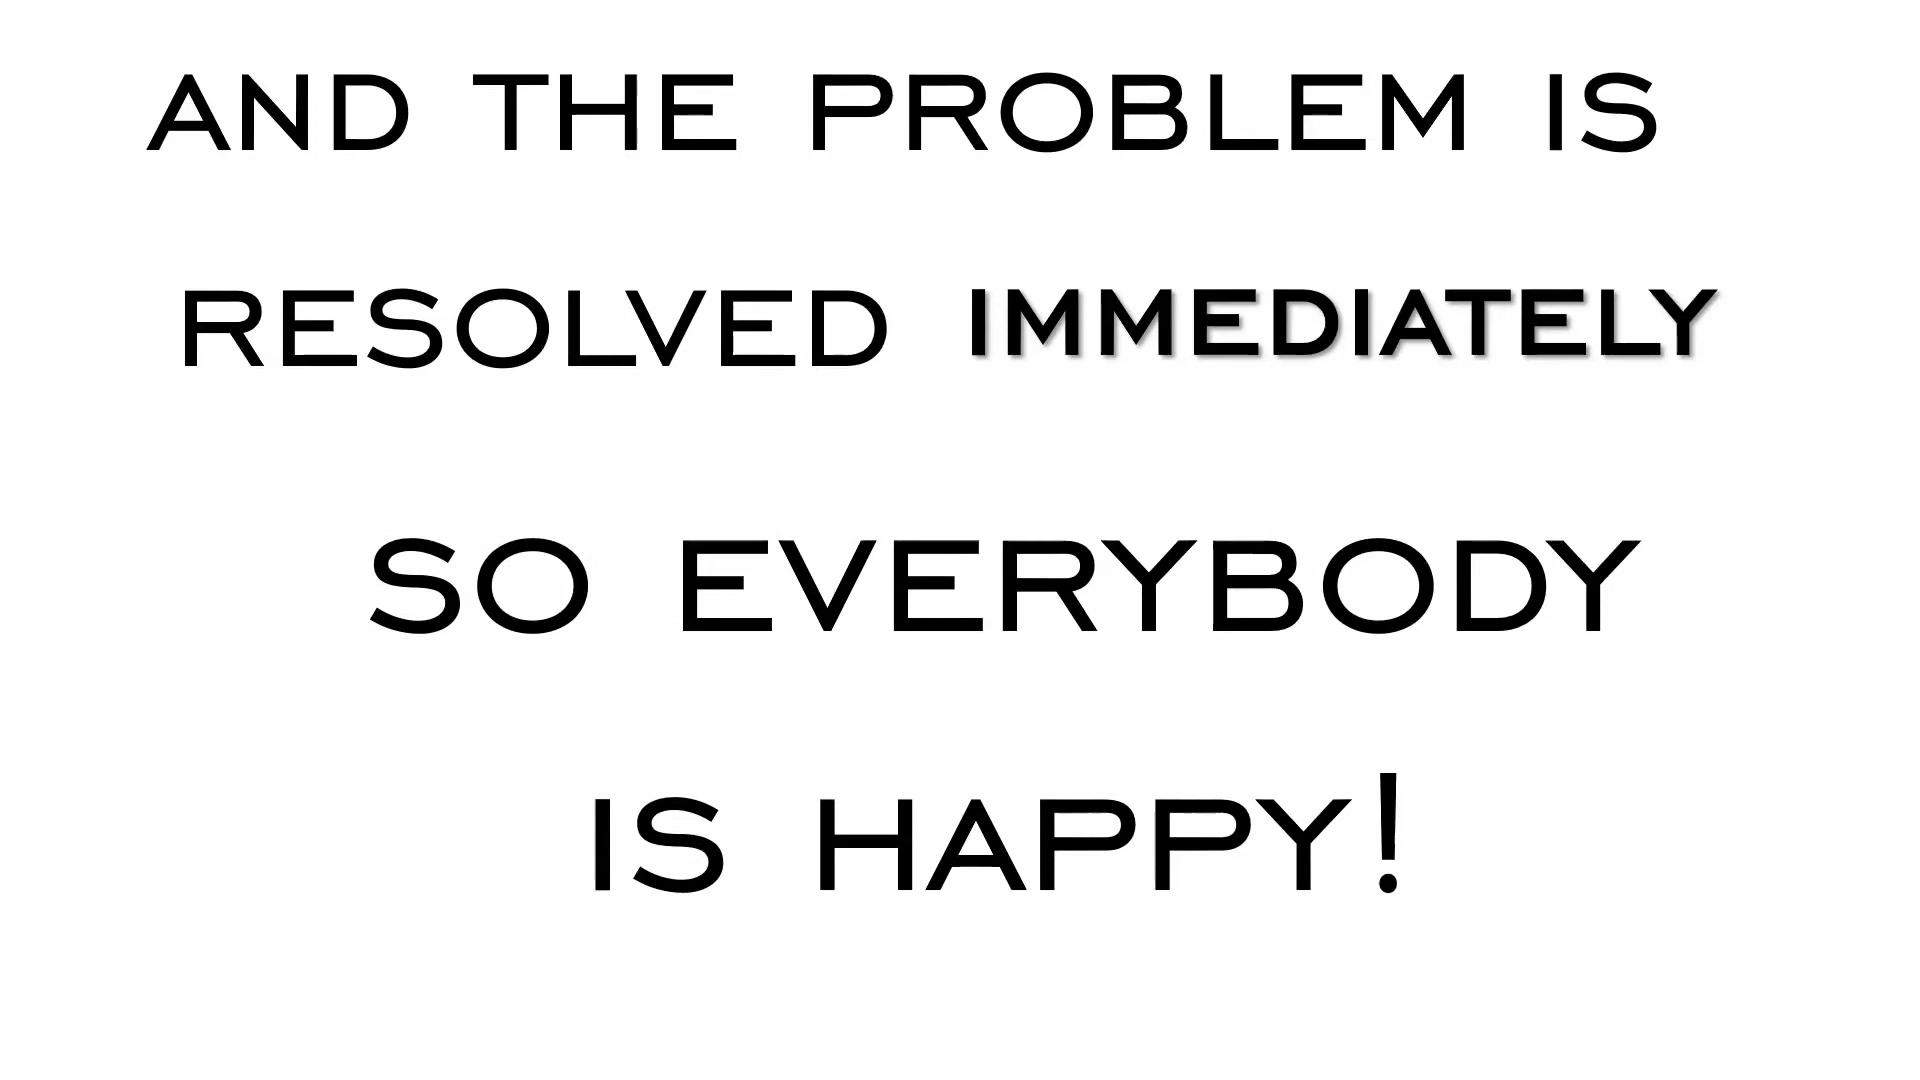 AND THE PROBLEM IS
RESOLVED IMMEDIATELY
SO EVERYBODY
IS HAPPY!